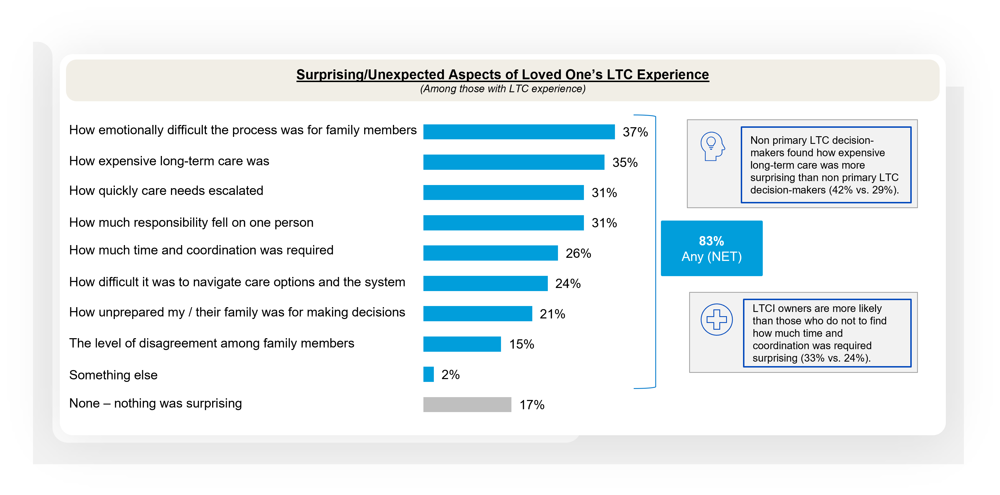 Surprising/Unexpected Aspects of Loved One’s LTC Experience
(Among those with LTC experience)
How emotionally difficult the process was for family members 37%
How expensive long-term care was 35%
How quickly care needs escalated 31%
How much responsibility fell on one person 31%
How much time and coordination was required 26%
How difficult it was to navigate care options and the system 24%
How unprepared my / their family was for making decisions 21%
The level of disagreement among family members 15%
Something else 2%
None – nothing was surprising 17%
Non primary LTC decision-
makers found how expensive
long-term care was more
surprising than non primary LTC
decision-makers (42% vs. 29%).
83%
Any (NET)
LTCI owners are more likely
than those who do not to find
how much time and
coordination was required
surprising (33% vs. 24%).